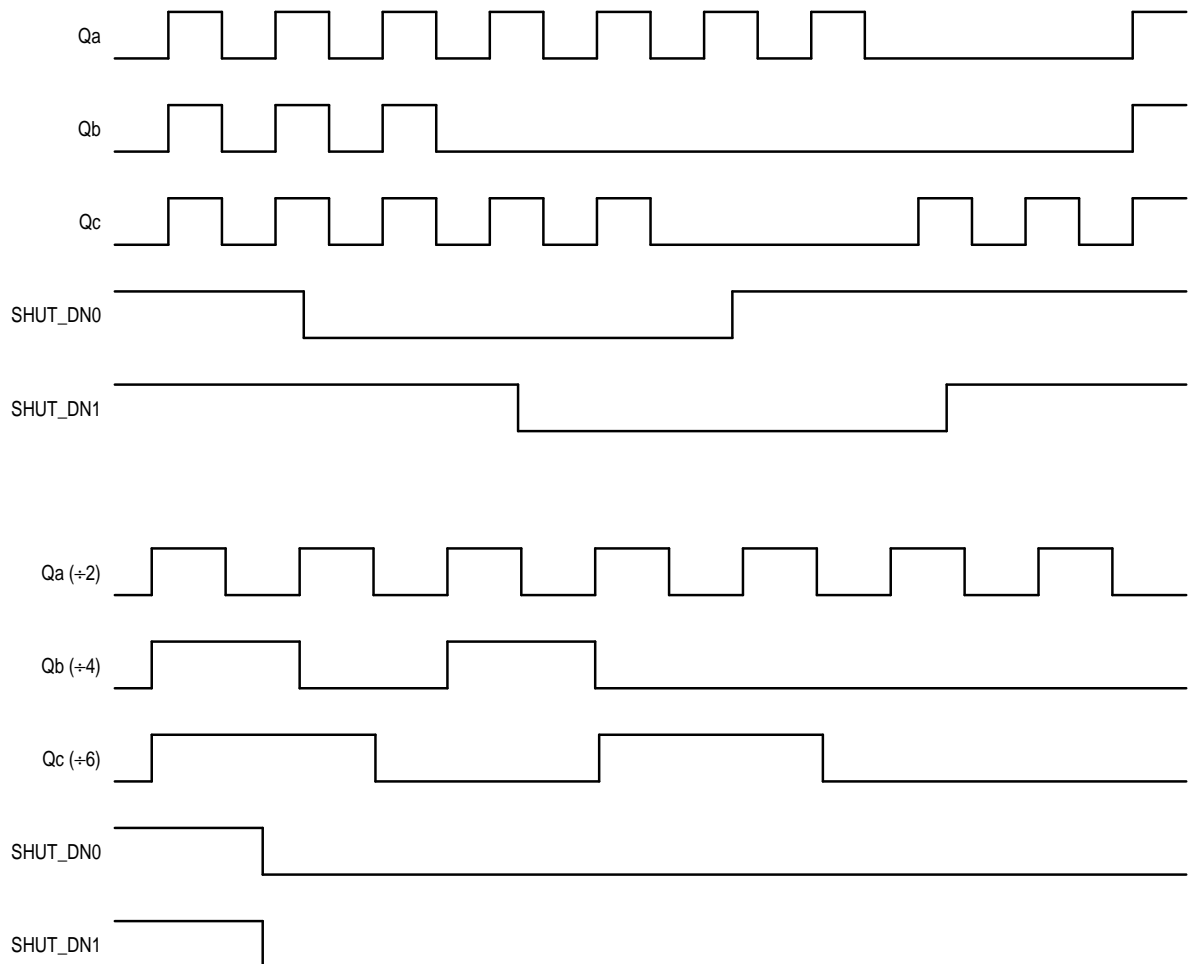 Qa
Qb
Qc
SHUT_DN0
SHUT_DN1
Qa (÷2)
Qb (÷4)
Qc (÷6)
SHUT_DN0
SHUT_DN1